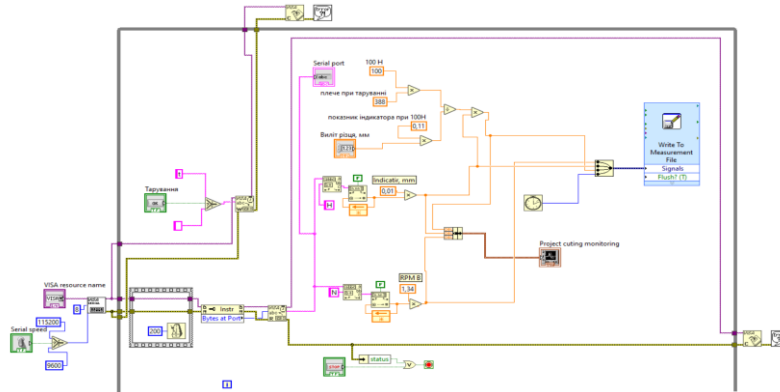 Serial port
100 H
100
плече при таруванні
388
показник індикатора при 100Н
0,11
Виліт різця, мм
Write To
Measurement
File
Signals
Flush? (T)
Тарування
Indicatir, mm
0,01
H
Project cuting monitoring
VISA resource name
Instr
Bytes at Port
200
N
RPM B
1,34
Serial speed
115200
9600
status
stop
i